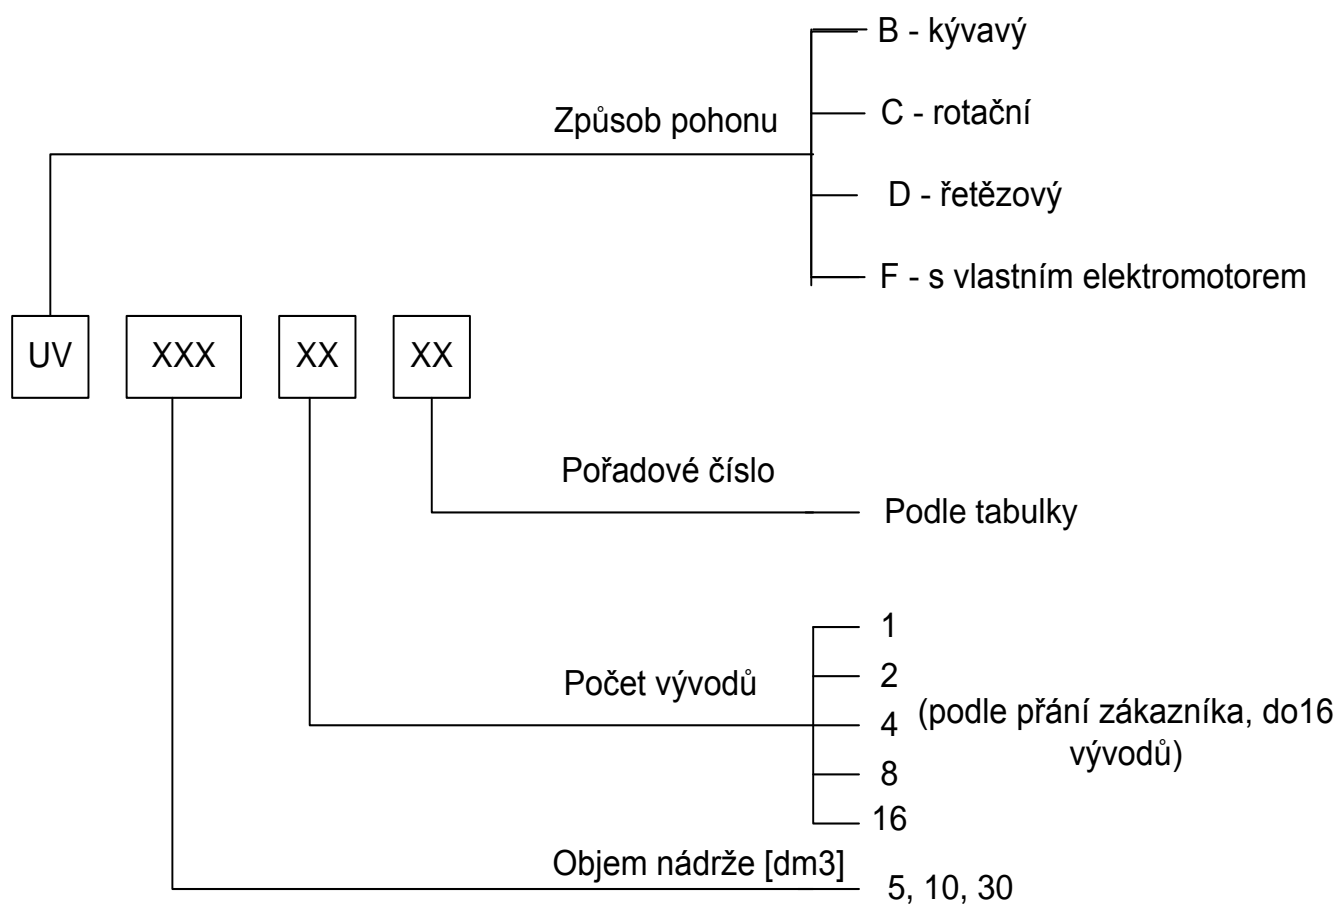 B - kývavý
Způsob pohonu
C - rotační
D - řetězový
F - s vlastním elektromotorem
UV XXX XX XX
Pořadové číslo
Podle tabulky
1
Počet vývodů
2
4 (podle přání zákazníka, do16
vývodů)
8
16
Objem nádrže [dm3]
5, 10, 30